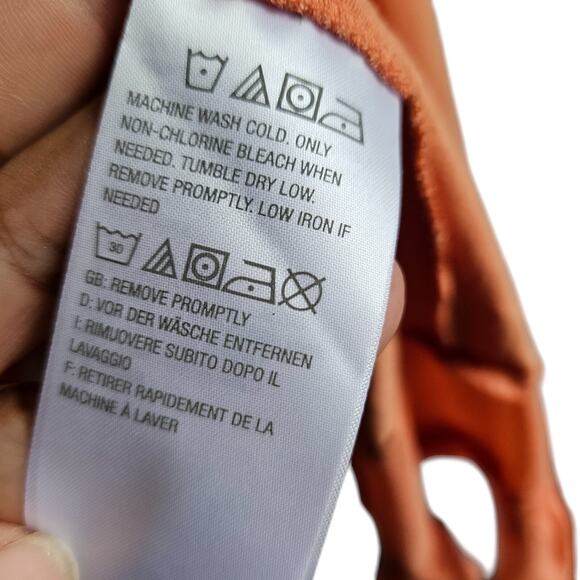 MACHINE WASH COLD. ONLY
NON-CHLORINE BLEACH WHEN
NEEDED. TUMBLE DRY LOW.
REMOVE PROMPTLY. LOW IRON IF
NEEDED
30
GB: REMOVE PROMPTLY
D: VOR DER WÄSCHE ENTFERNEN
I: RIMUOVERE SUBITO DOPO IL
LAVAGGIO
F: RETIRER RAPIDEMENT DE LA
MACHINE À LAVER